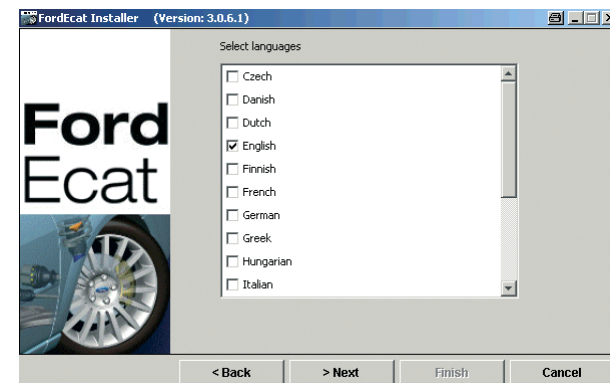 FordEcat Installer (Version: 3.0.6.1)
Select languages
Czech
Danish
Dutch
English
Finnish
French
German
Greek
Hungarian
Italian
Ford
Ecat
< Back > Next Finish Cancel